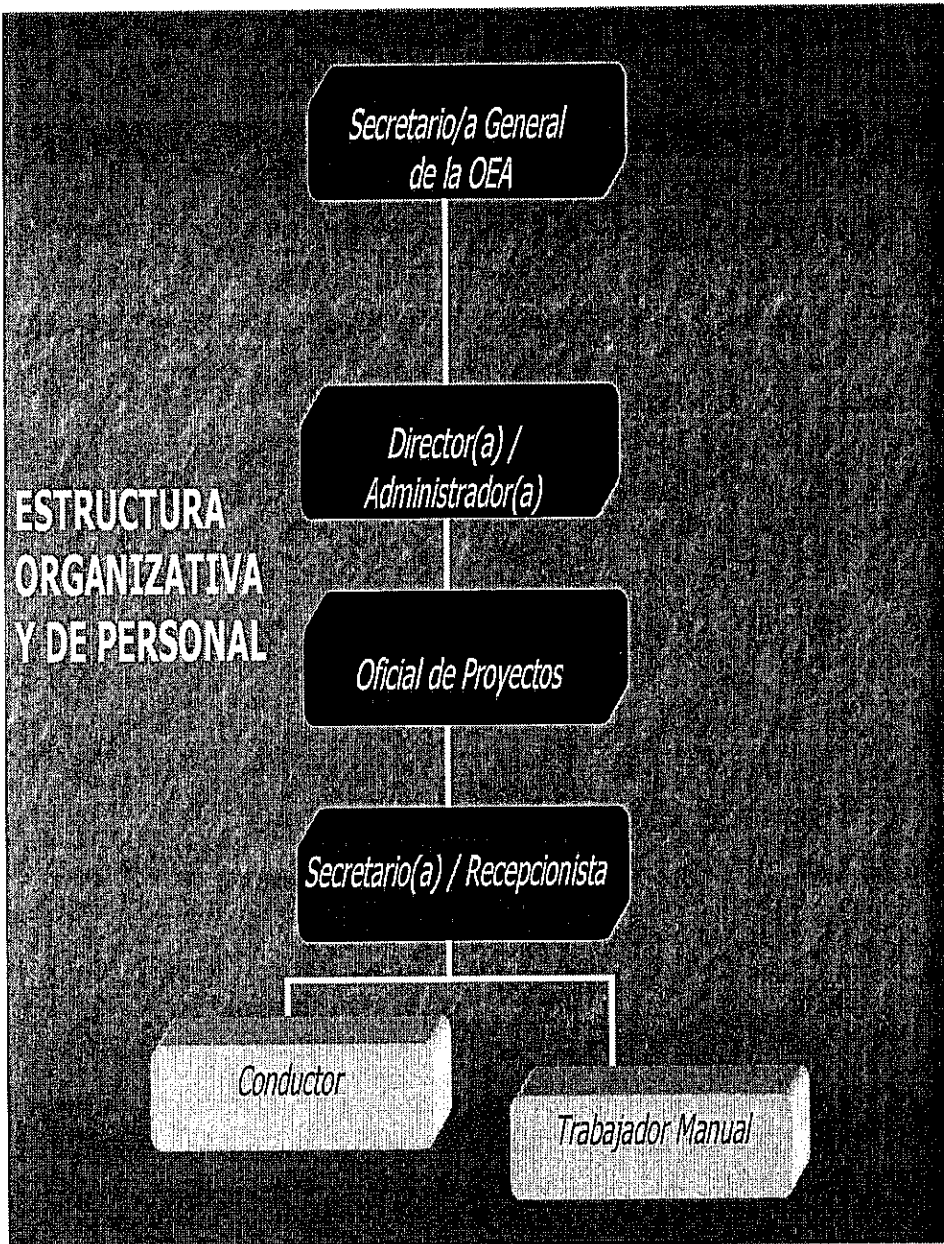 Secretario/a General
de la OEA
Director(a) /
Administrador(a)
ESTRUCTURA
ORGANIZATIVA
Y DE PERSONAL
Oficial de Proyectos
Secretario(a) / Recepcionista
Conductor
Trabajador Manual